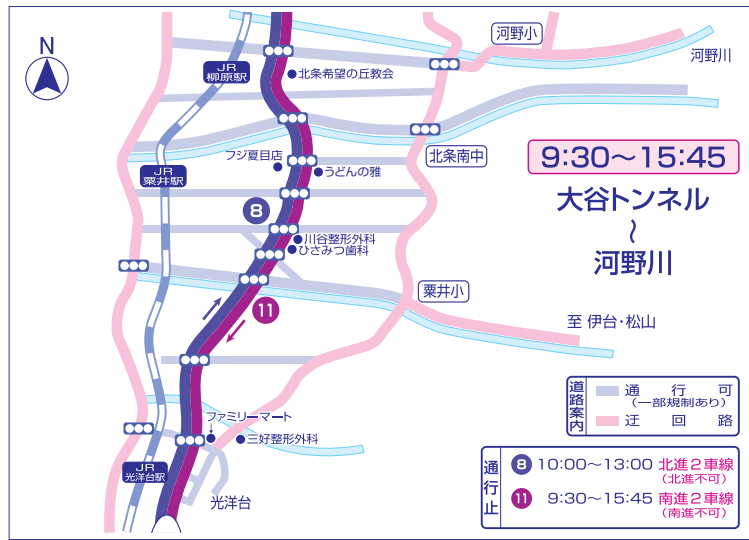 河野小
河野川
N
JR
柳原駅
北条希望の丘教会
北条南中
9:30～15:45
フジ夏目店
うどんの雅
JR
粟井駅
大谷トンネル
～
河野川
8
川谷整形外科
ひさみつ歯科
粟井小
11
至 伊台・松山
道路案内
通行可
(一部規制あり)
迂回路
ファミリーマート
三好整形外科
JR
光洋台駅
光洋台
通行止
8 10:00～13:00 北進2車線
(北進不可)
11 9:30～15:45 南進2車線
(南進不可)